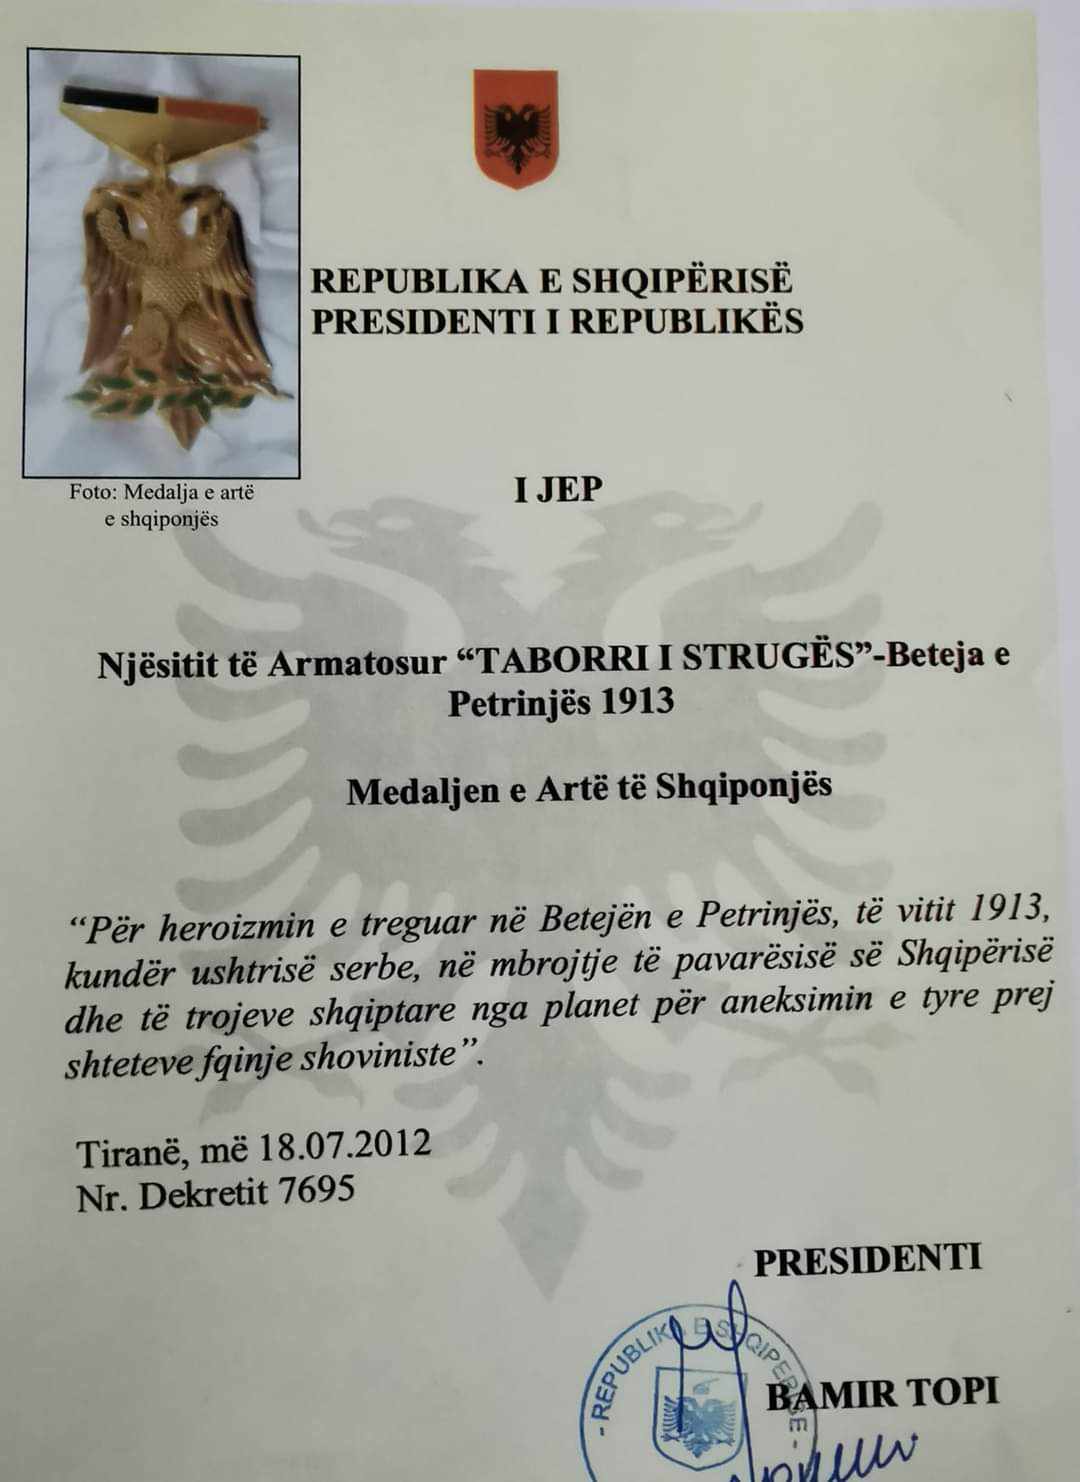 REPUBLIKA E SHQIPËRISË
PRESIDENTI I REPUBLIKËS
Foto: Medalja e artë
e shqiponjës
I JEP
Njësitit të Armatosur “TABORRI I STRUGËS”-Beteja e
Petrinjës 1913
Medaljen e Artë të Shqiponjës
“Për heroizmin e treguar në Betejën e Petrinjës, të vitit 1913,
kundër ushtrisë serbe, në mbrojtje të pavarësisë së Shqipërisë
dhe të trojeve shqiptare nga planet për aneksimin e tyre prej
shteteve fqinje shoviniste”.
Tiranë, më 18.07.2012
Nr. Dekretit 7695
PRESIDENTI
- REPUBLIKA E SHQIPERISE -
BAMIR TOPI